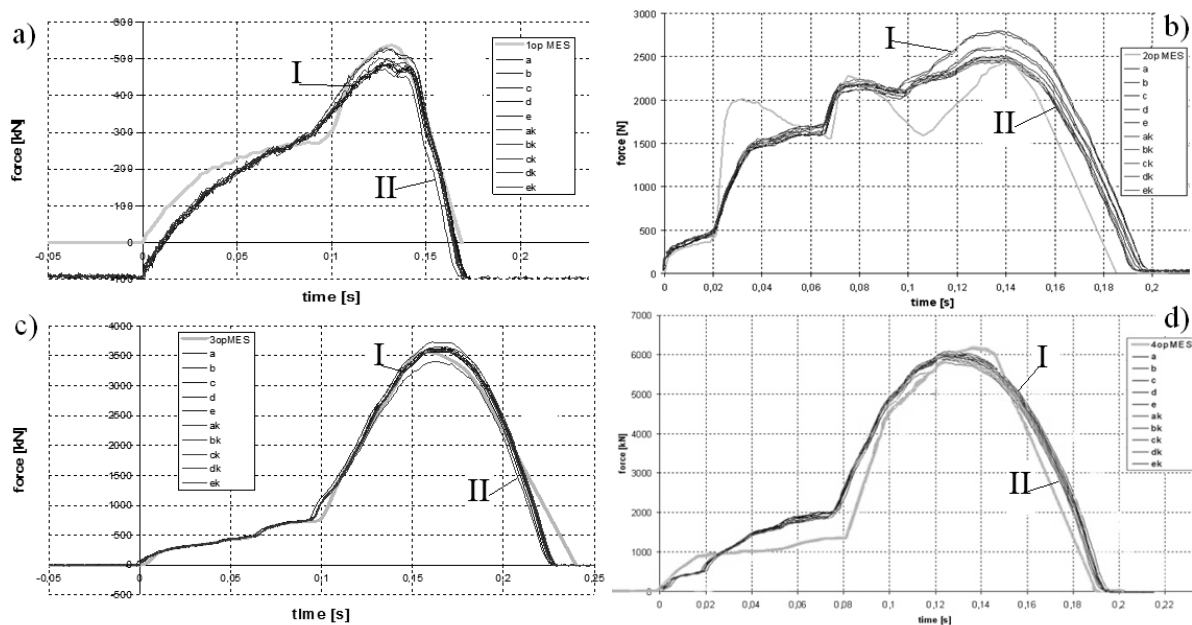 a)
600
500
400
300
200
100
0
100
-0.05
0
0,05
0,1
0,15
0,2
force [kN]
time [s]
I
II
1op MES
a
b
c
d
e
ak
bk
ck
dk
ek
b)
3000
2500
2000
1500
1000
500
0
0
0,02
0,04
0,06
0,08
0,1
0,12
0,14
0,16
0,18
0,2
force [N]
time [s]
I
II
2op MES
a
b
c
d
e
ak
bk
ck
dk
ek
c)
4000
3500
3000
2500
2000
1500
1000
500
0
-500
-0,05
0
0,05
0,1
0,15
0,2
0,25
force [kN]
time [s]
I
II
3opMES
a
b
c
d
e
ak
bk
ck
dk
ek
d)
7000
6000
5000
4000
3000
2000
1000
0
0
0,02
0,04
0,06
0,08
0,1
0,12
0,14
0,16
0,18
0,2
0,22
force [kN]
time [s]
I
II
4opMES
a
b
c
d
e
ak
bk
ck
dk
ek